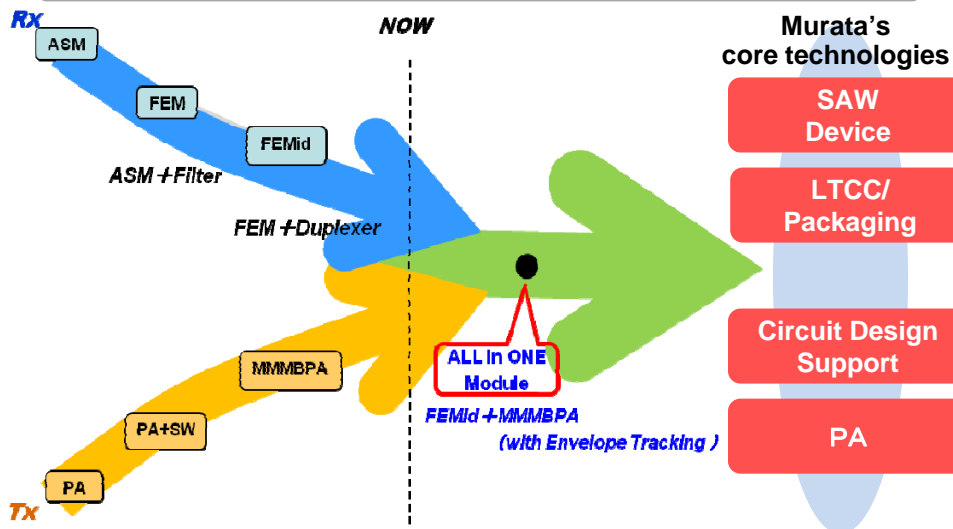 Rx
NOW
ASM
FEM
FEMid
ASM+Filter
FEM+Duplexer
MMMBPA
PA+SW
PA
Tx
ALL in ONE
Module
FEMid+MMMBPA
(with Envelope Tracking )
Murata's
core technologies
SAW
Device
LTCC/
Packaging
Circuit Design
Support
PA